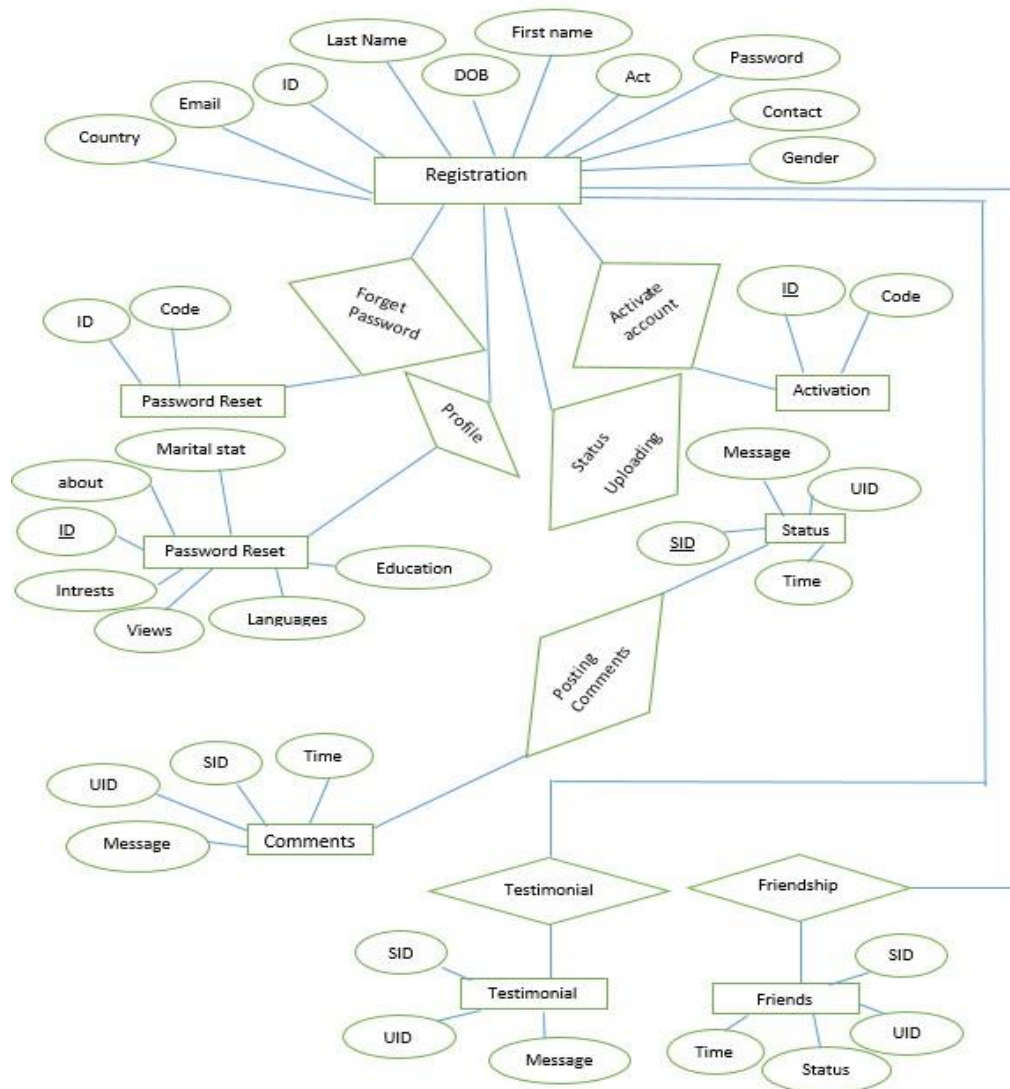 First name
Last Name
Password
DOB
Act
ID
Email
Contact
Country
Gender
Registration
ID
Code
Forget
Password
Activate
account
Code
ID
Password Reset
Activation
Profile
Status
Uploading
Marital stat
Message
about
UID
ID
SID
Status
Password Reset
Education
Intrests
Time
Views
Languages
Posting
Comments
SID
Time
UID
Message
Comments
Testimonial
Friendship
SID
SID
Testimonial
Friends
UID
UID
Message
Time
Status